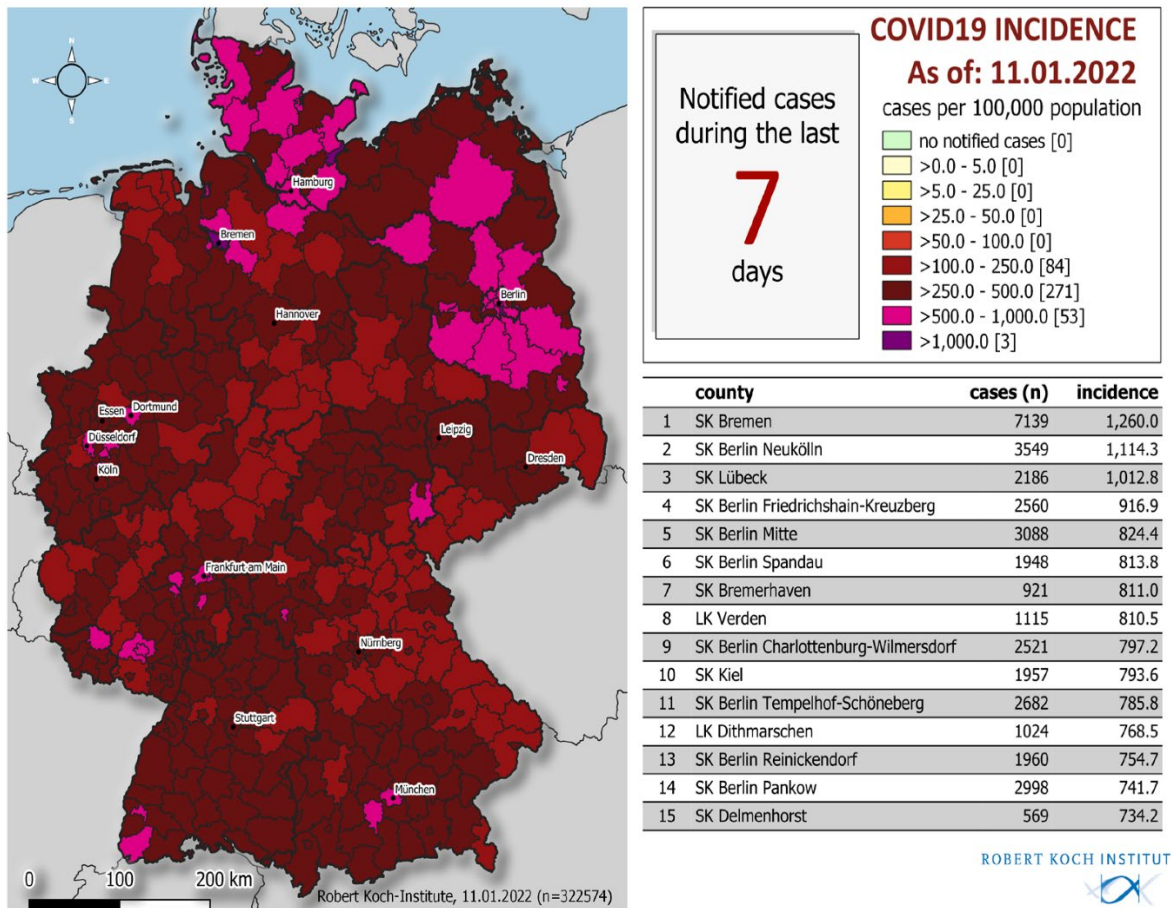 N
W
E
S
Hamburg
Bremen
Berlin
Hannover
Essen
Dortmund
Düsseldorf
Köln
Leipzig
Dresden
Frankfurt am Main
Nürnberg
Stuttgart
München
0 100 200 km
Robert Koch-Institute, 11.01.2022 (n=322574)
Notified cases
during the last
7
days
COVID19 INCIDENCE
As of: 11.01.2022
cases per 100,000 population
no notified cases [0]
>0.0 - 5.0 [0]
>5.0 - 25.0 [0]
>25.0 - 50.0 [0]
>50.0 - 100.0 [0]
>100.0 - 250.0 [84]
>250.0 - 500.0 [271]
>500.0 - 1,000.0 [53]
>1,000.0 [3]
county cases (n) incidence
1 SK Bremen 7139 1,260.0
2 SK Berlin Neukölln 3549 1,114.3
3 SK Lübeck 2186 1,012.8
4 SK Berlin Friedrichshain-Kreuzberg 2560 916.9
5 SK Berlin Mitte 3088 824.4
6 SK Berlin Spandau 1948 813.8
7 SK Bremerhaven 921 811.0
8 LK Verden 1115 810.5
9 SK Berlin Charlottenburg-Wilmersdorf 2521 797.2
10 SK Kiel 1957 793.6
11 SK Berlin Tempelhof-Schöneberg 2682 785.8
12 LK Dithmarschen 1024 768.5
13 SK Berlin Reinickendorf 1960 754.7
14 SK Berlin Pankow 2998 741.7
15 SK Delmenhorst 569 734.2
ROBERT KOCH INSTITUT